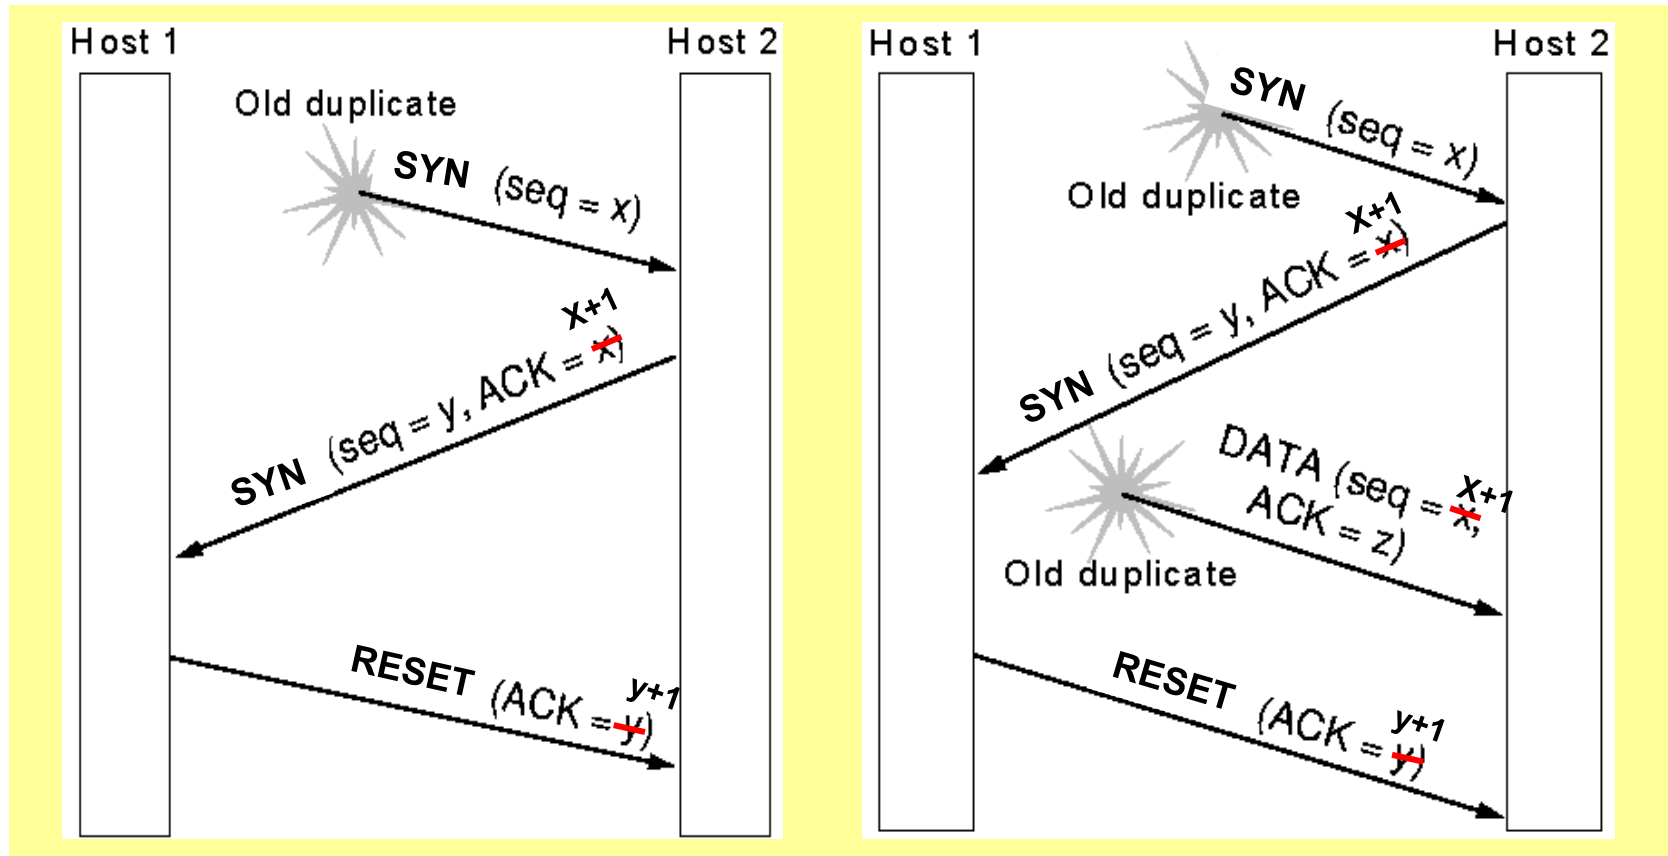 Host 1
Host 2
Old duplicate
SYN (seq = x)
X+1
SYN (seq = y, ACK = x)
y+1
RESET (ACK = y)
Host 1
Host 2
SYN (seq = x)
Old duplicate
X+1
SYN (seq = y, ACK = x)
DATA (seq = x,
X+1
ACK = z)
Old duplicate
y+1
RESET (ACK = y)